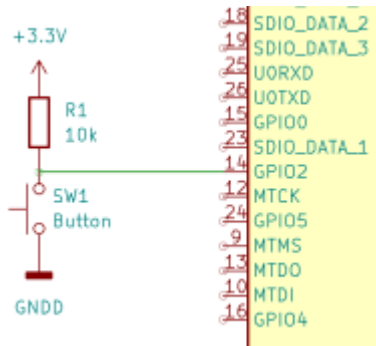 +3.3V
R1
10k
SW1
Button
GNDD
18 SDIO_DATA_2
19 SDIO_DATA_3
25 U0RXD
26 U0TXD
15 GPIO0
23 SDIO_DATA_1
14 GPIO2
12 MTCK
24 GPIO5
9 MTMS
13 MTDO
10 MTDI
16 GPIO4